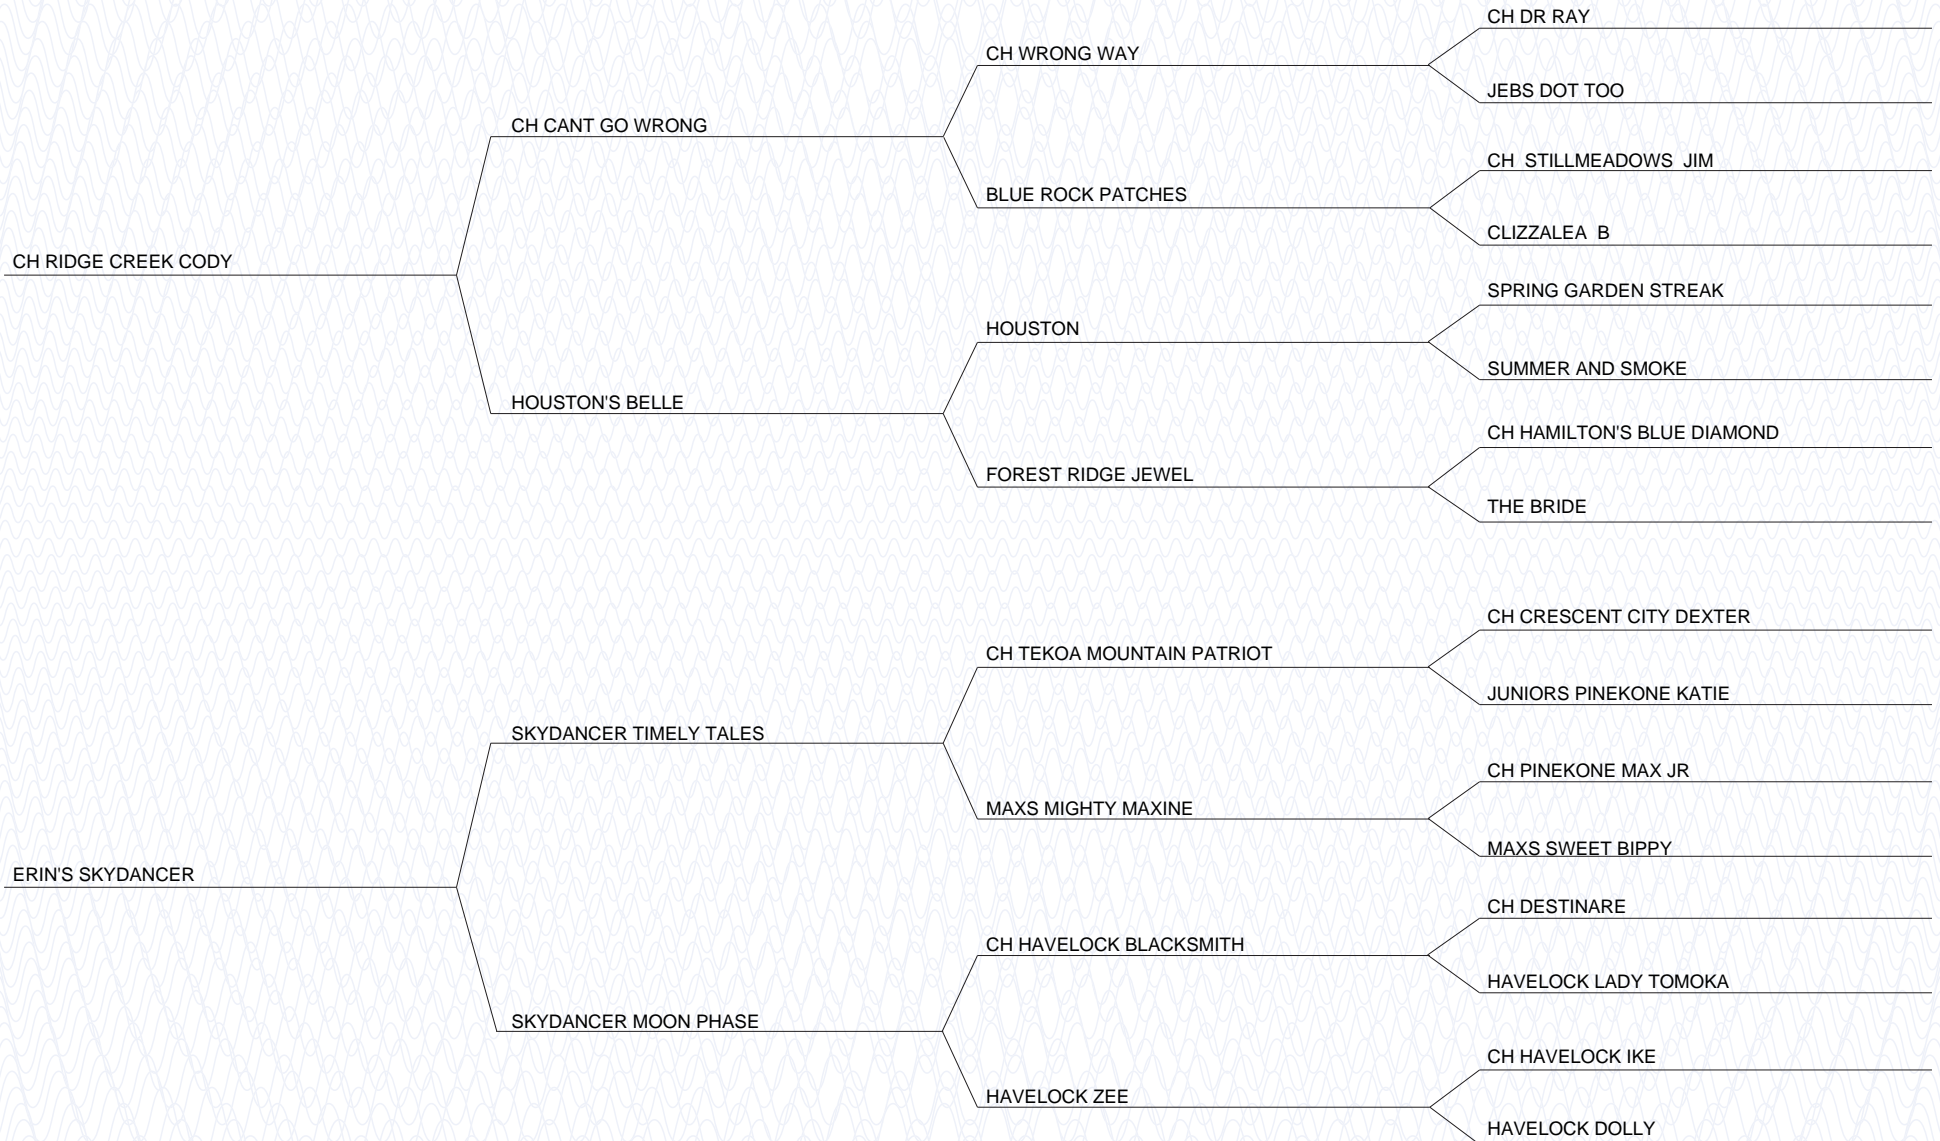 CH DR RAY
CH WRONG WAY
JEBS DOT TOO
CH CANT GO WRONG
CH  STILLMEADOWS  JIM
BLUE ROCK PATCHES
CLIZZALEA  B
CH RIDGE CREEK CODY
SPRING GARDEN STREAK
HOUSTON
SUMMER AND SMOKE
HOUSTON'S BELLE
CH HAMILTON'S BLUE DIAMOND
FOREST RIDGE JEWEL
THE BRIDE
CH CRESCENT CITY DEXTER
CH TEKOA MOUNTAIN PATRIOT
JUNIORS PINEKONE KATIE
SKYDANCER TIMELY TALES
CH PINEKONE MAX JR
MAXS MIGHTY MAXINE
MAXS SWEET BIPPY
ERIN'S SKYDANCER
CH DESTINARE
CH HAVELOCK BLACKSMITH
HAVELOCK LADY TOMOKA
SKYDANCER MOON PHASE
CH HAVELOCK IKE
HAVELOCK ZEE
HAVELOCK DOLLY